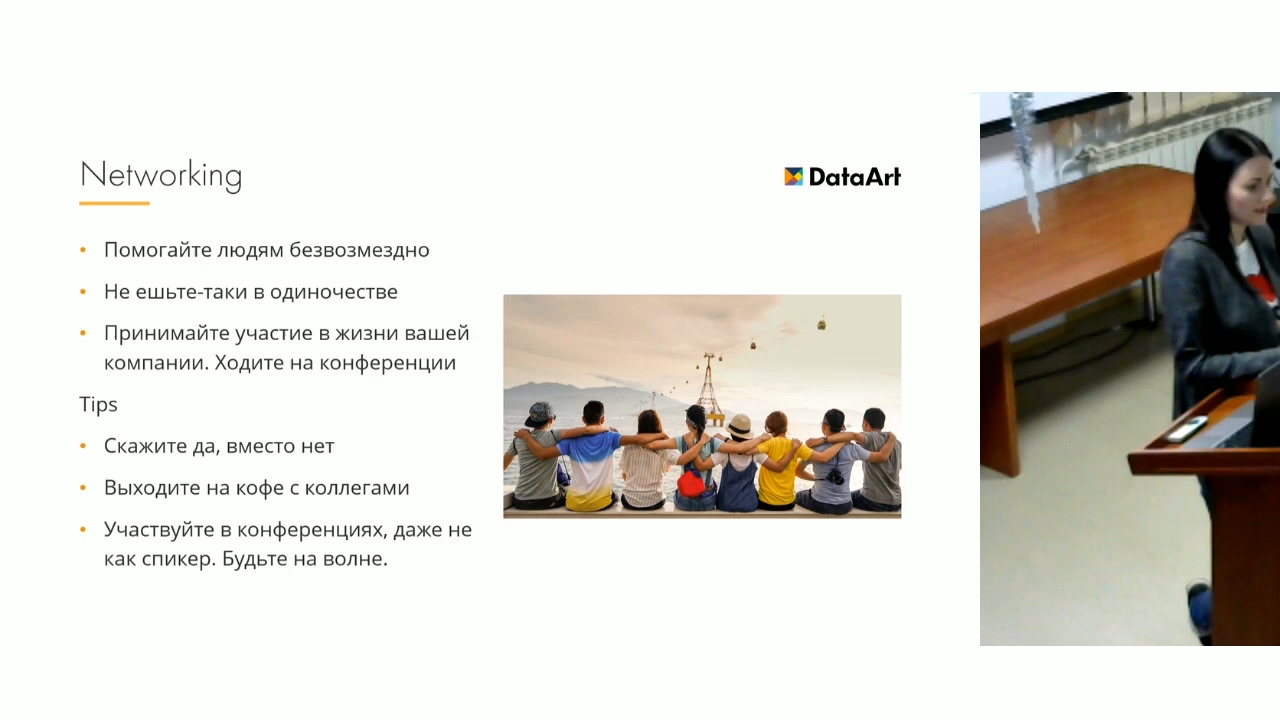 Networking
DataArt
Помогайте людям безвозмездно
Не ешьте-таки в одиночестве
Принимайте участие в жизни вашей
компании. Ходите на конференции
Tips
Скажите да, вместо нет
Выходите на кофе с коллегами
Участвуйте в конференциях, даже не
как спикер. Будьте на волне.